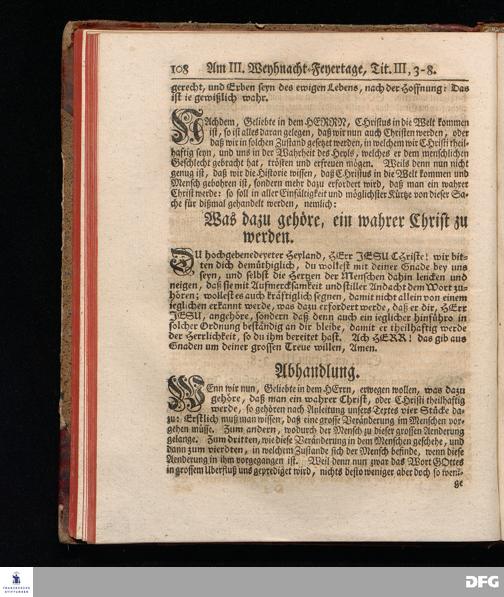 108 Am III. Weyhnacht-Feyertage, Tit. III, 3-8.
gerecht, und Erben seyn des ewigen Lebens, nach der Hoffnung: Das
ist ie gewißlich wahr.
NAchdem, Geliebte in dem HERRN, CHristus in die Welt kommen
ist, so ist alles daran gelegen, daß wir nun auch Christen werden, oder
daß wir in solchen Zustand gesetzet werden, in welchem wir CHristi theil-
hafftig seyn, und uns in der Wahrheit des Heyls, welches er dem menschlichen
Geschlecht gebracht hat, trösten und erfreuen mögen. Weils denn nun nicht
genug ist, daß wir die Historie wissen, daß CHristus in die Welt kommen und
Mensch gebohren ist, sondern mehr dazu erfordert wird, daß man ein wahrer
Christ werde: so soll in aller Einfältigkeit und möglichster Kürtze von dieser Sa-
che für dißmal gehandelt werden, nemlich:
Was dazu gehöre, ein wahrer Christ zu
werden.
DU hochgebenedeyeter Heyland, HErr JESU CHriste! wir bit-
ten dich demüthiglich, du wollest mit deiner Gnade bey uns
seyn, und selbst die Hertzen der Menschen dahin lencken und
neigen, daß sie mit Aufmercksamkeit und stiller Andacht dem Wort zu-
hören; wollest es auch kräfftiglich segnen, damit nicht allein von einem
ieglichen erkannt werde, was dazu erfordert werde, daß er dir, HErr
JESU, angehöre, sondern daß denn auch ein ieglicher hinführo in
solcher Ordnung beständig an dir bleibe, damit er theilhafftig werde
der Herrlichkeit, so du ihm bereitet hast. Ach HERR! das gib aus
Gnaden um deiner grossen Treue willen, Amen.
Abhandlung.
WEnn wir nun, Geliebte in dem HErrn, erwegen wollen, was dazu
gehöre, daß man ein wahrer Christ, oder CHristi theilhaftig
werde, so gehören nach Anleitung unsers Textes vier Stücke da-
zu: Erstlich muß man wissen, daß eine grosse Veränderung im Menschen vor-
gehen müsse. Zum andern, wodurch der Mensch zu dieser grossen Aenderung
gelange. Zum dritten, wie diese Veränderung in dem Menschen geschehe, und
dann zum vierdten, in welchem Zustande sich der Mensch befinde, wenn diese
Aenderung in ihm vorgegangen ist. Weil denn nun zwar das Wort GOttes
in grossem Uberfluß uns geprediget wird, nichts desto weniger aber doch so weni-
ge
FRANCKESCHE
STIFTUNGEN
DFG